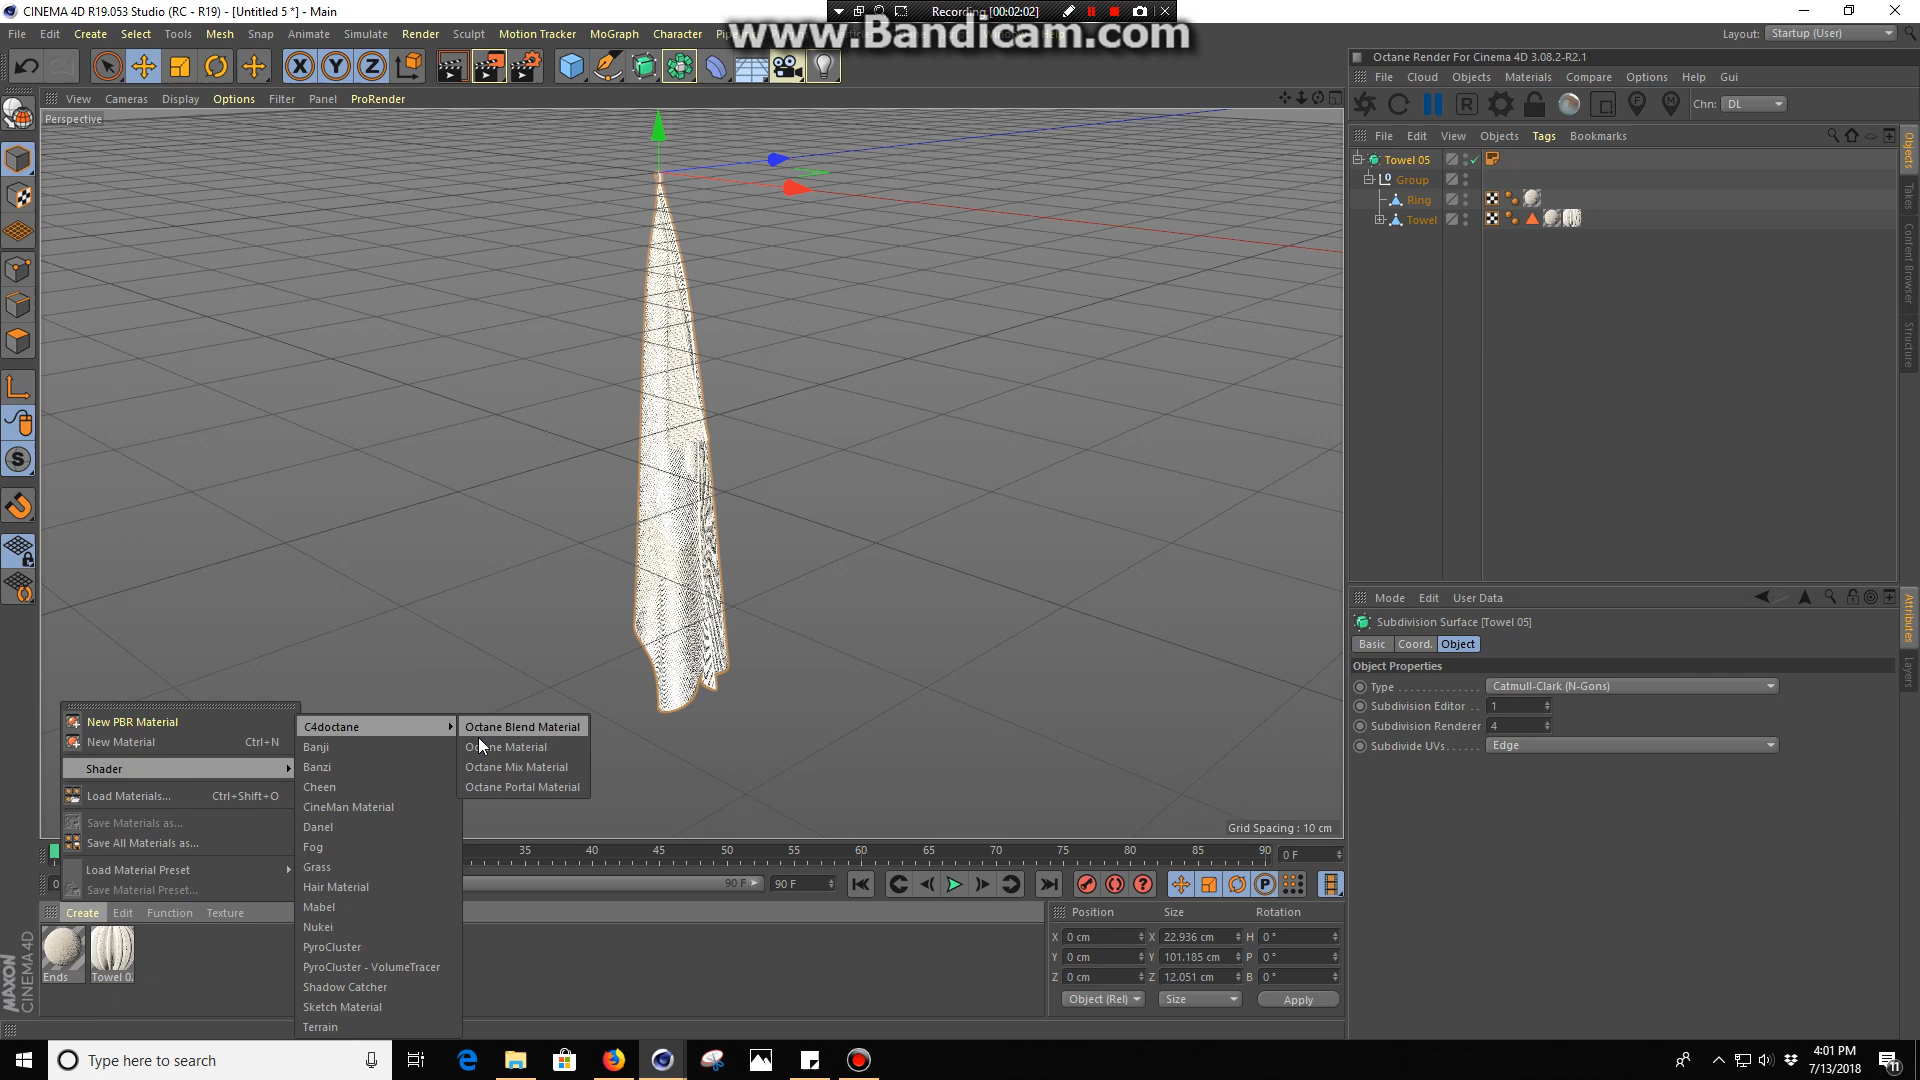 CINEMA 4D R19.053 Studio (RC - R19) - [Untitled 5 *] - Main
Recording [00:02:02]
www.Bandicam.com
File Edit Create Select Tools Mesh Snap Animate Simulate Render Sculpt Motion Tracker MoGraph Character
Layout: Startup (User)
Octane Render For Cinema 4D 3.08.2-R2.1
File Cloud Objects Materials Compare Options Help Gui
View Cameras Display Options Filter Panel ProRender
Chn: DL
Perspective
File Edit View Objects Tags Bookmarks
Towel 05
Group
Ring
Towel
Objects
Takes
Content Browser
Structure
Mode Edit User Data
Subdivision Surface [Towel 05]
Basic Coord. Object
Object Properties
Type Catmull-Clark (N-Gons)
Subdivision Editor 1
Subdivision Renderer 4
Subdivide UVs Edge
Attributes
Layers
New PBR Material
New Material Ctrl+N
Shader
Load Materials... Ctrl+Shift+O
Save Materials as...
Save All Materials as...
Load Material Preset
Save Material Preset...
C4doctane
Banji
Banzi
Cheen
CineMan Material
Danel
Fog
Grass
Hair Material
Mabel
Nukei
PyroCluster
PyroCluster - VolumeTracer
Shadow Catcher
Sketch Material
Terrain
Octane Blend Material
Octane Material
Octane Mix Material
Octane Portal Material
Grid Spacing : 10 cm
35 40 45 50 55 60 65 70 75 80 85 90 0 F
0 90 F 90 F
Create Edit Function Texture
Ends
Towel 0
Position Size Rotation
X 0 cm X 22.936 cm H 0 °
Y 0 cm Y 101.185 cm P 0 °
Z 0 cm Z 12.051 cm B 0 °
Object (Rel) Size Apply
MAXON
CINEMA 4D
Type here to search
4:01 PM
7/13/2018
11